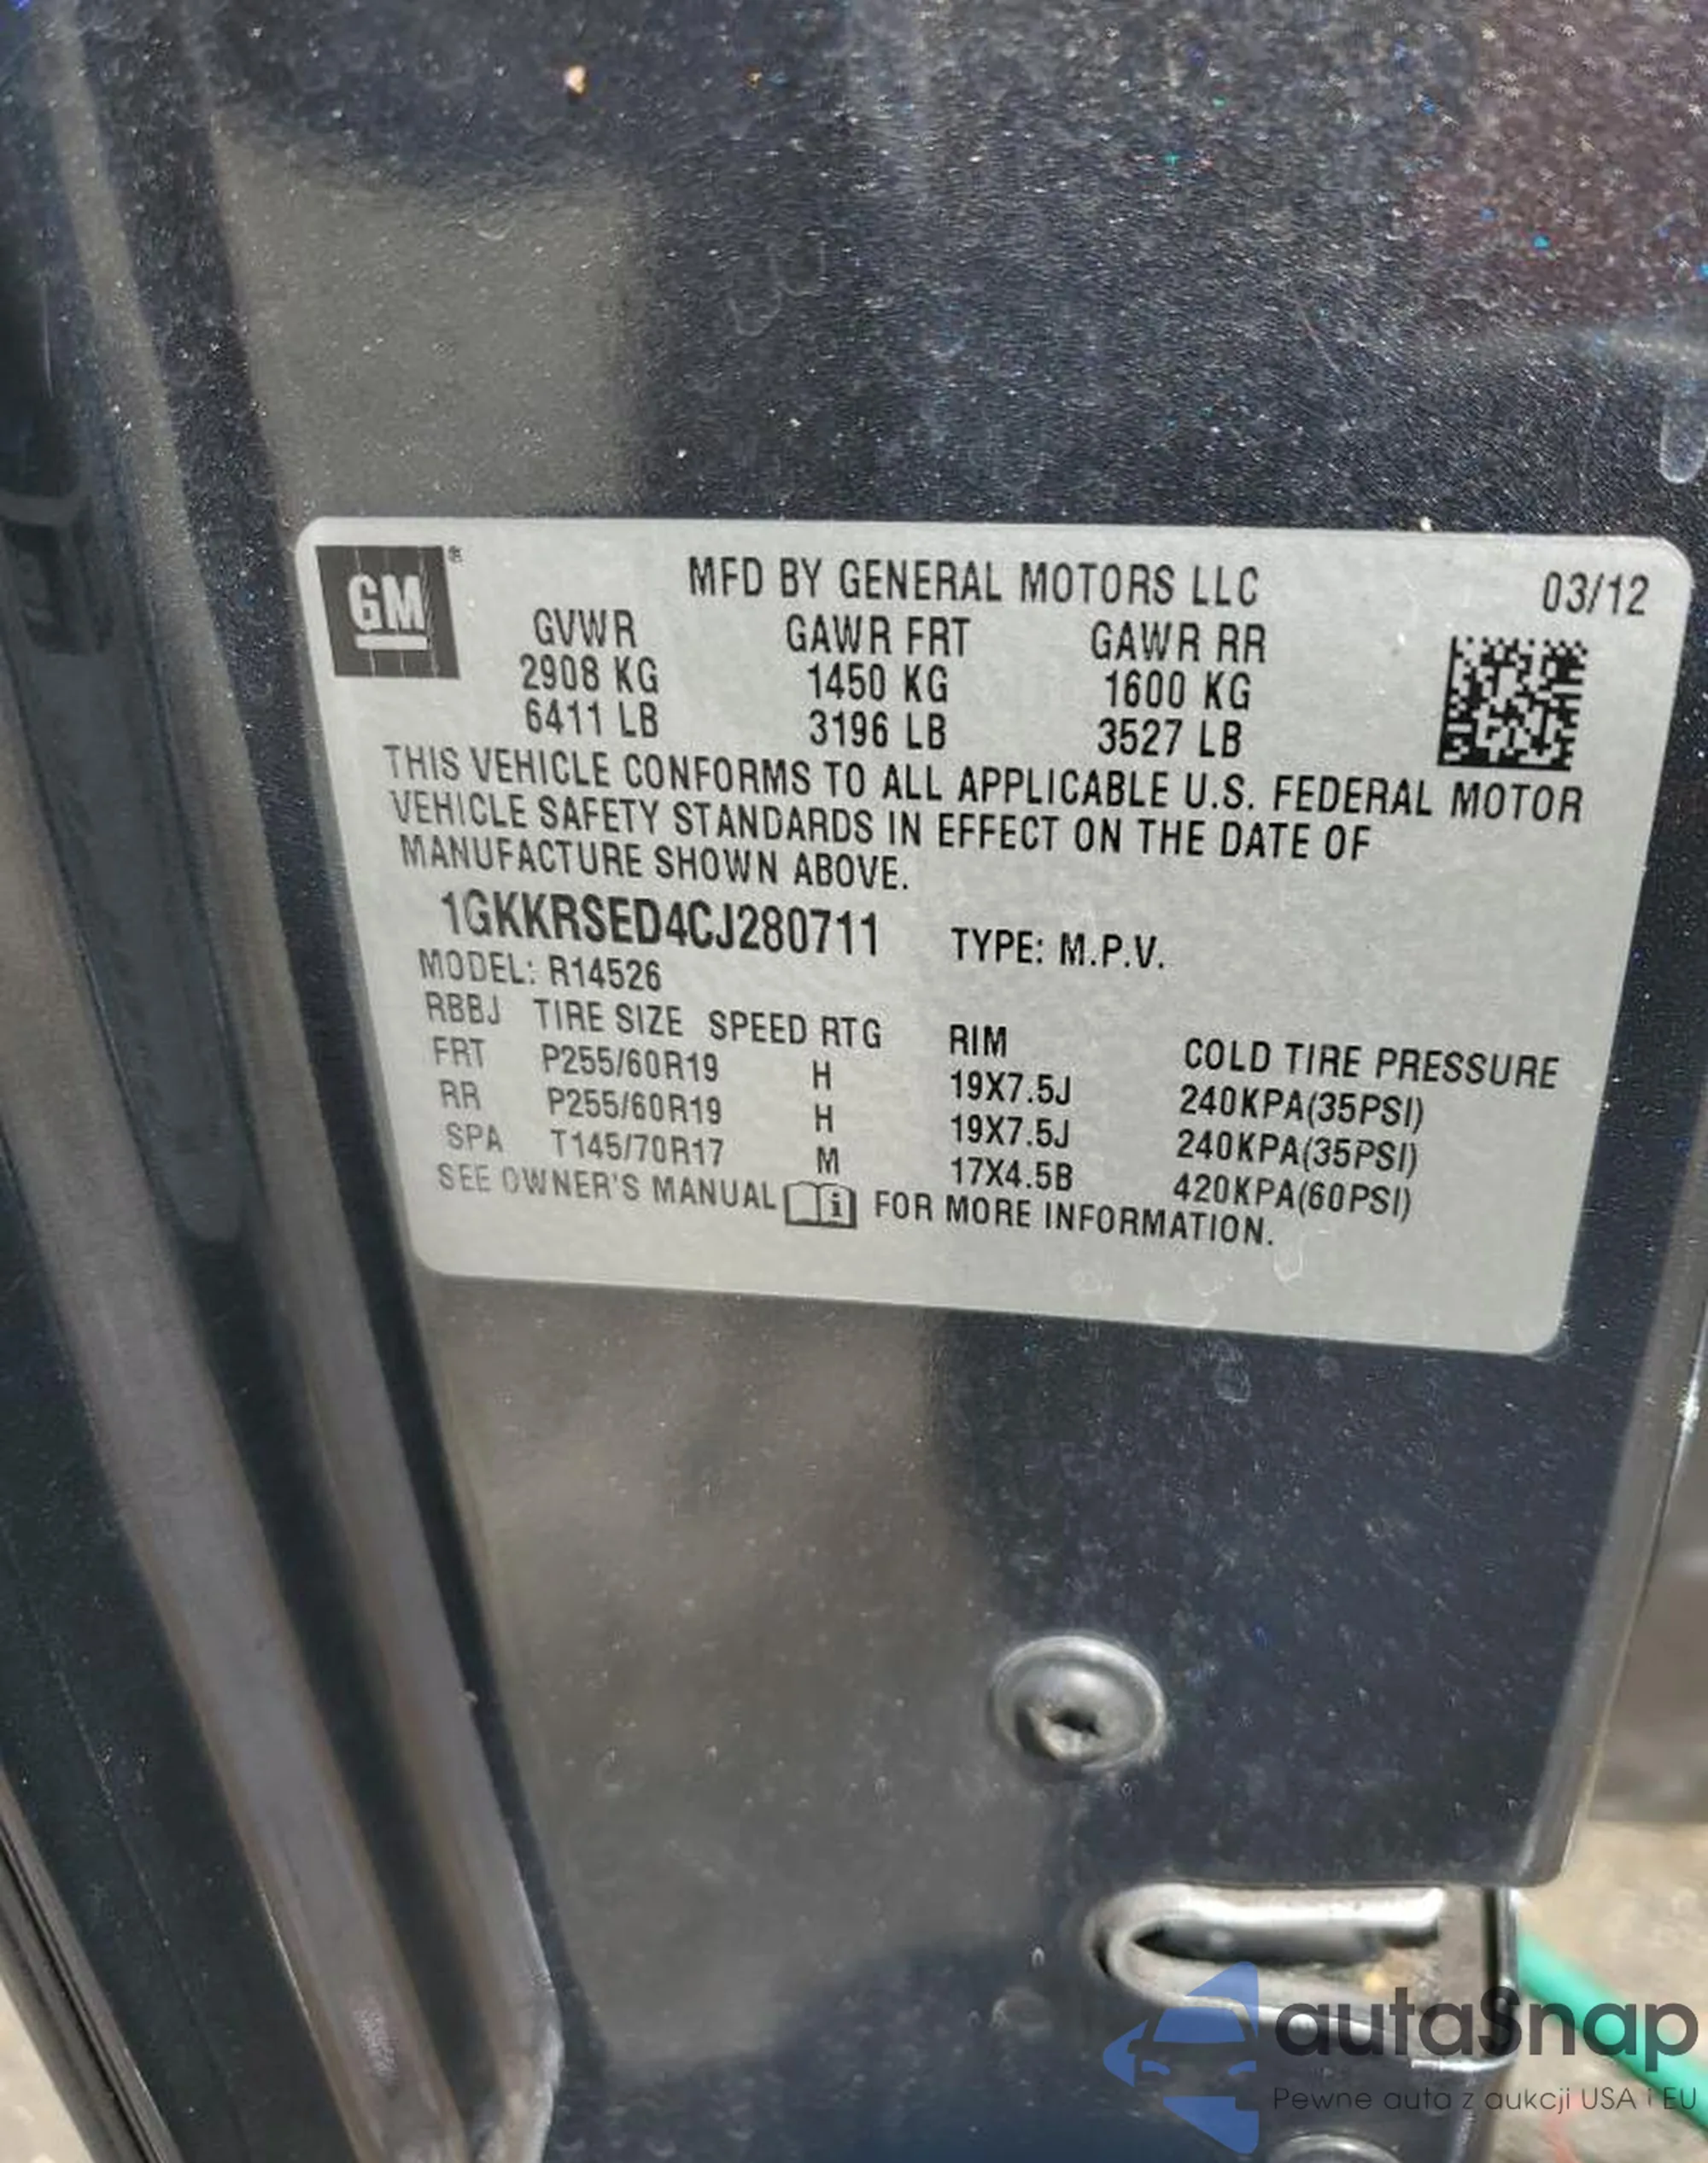 GM®
MFD BY GENERAL MOTORS LLC 03/12
GVWR GAWR FRT GAWR RR
2908 KG 1450 KG 1600 KG
6411 LB 3196 LB 3527 LB
THIS VEHICLE CONFORMS TO ALL APPLICABLE U.S. FEDERAL MOTOR
VEHICLE SAFETY STANDARDS IN EFFECT ON THE DATE OF
MANUFACTURE SHOWN ABOVE.
1GKKRSED4CJ280711 TYPE: M.P.V.
MODEL: R14526
RBBJ TIRE SIZE SPEED RTG RIM COLD TIRE PRESSURE
FRT P255/60R19 H 19X7.5J 240KPA(35PSI)
RR P255/60R19 H 19X7.5J 240KPA(35PSI)
SPA T145/70R17 M 17X4.5B 420KPA(60PSI)
SEE OWNER'S MANUAL i FOR MORE INFORMATION.
autaSnap
Pewne auta z aukcji USA i EU